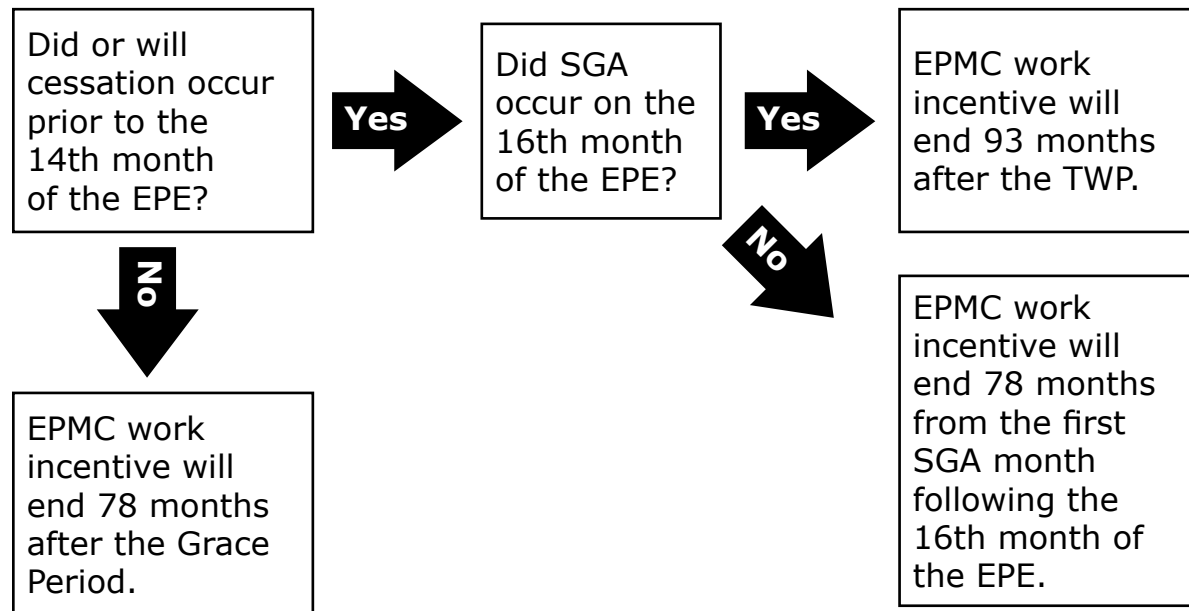 Did or will
cessation occur
prior to the
14th month
of the EPE?
Yes
Did SGA
occur on the
16th month
of the EPE?
Yes
EPMC work
incentive will
end 93 months
after the TWP.
No
No
EPMC work
incentive will
end 78 months
from the first
SGA month
following the
16th month of
the EPE.
EPMC work
incentive will
end 78 months
after the Grace
Period.